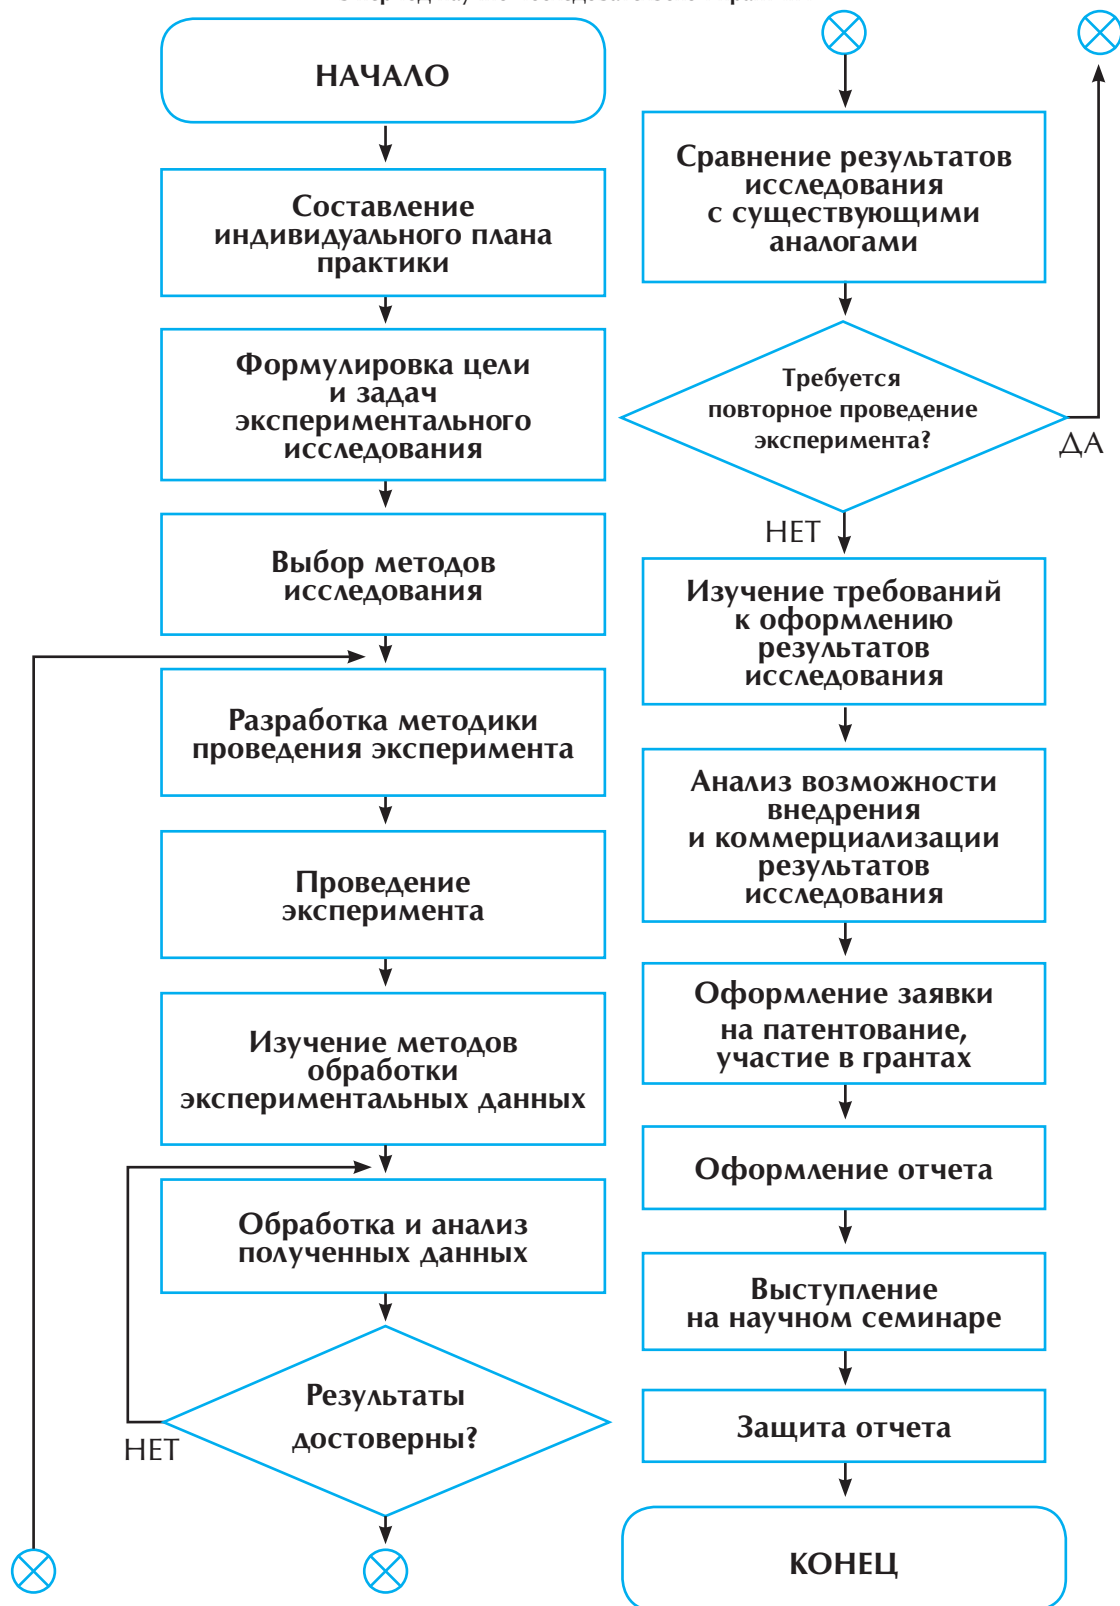 НАЧАЛО
Составление
индивидуального плана
практики
Формулировка цели
и задач
экспериментального
исследования
Выбор методов
исследования
Разработка методики
проведения эксперимента
Проведение
эксперимента
Изучение методов
обработки
экспериментальных данных
Обработка и анализ
полученных данных
Результаты
достоверны?
НЕТ
Сравнение результатов
исследования
с существующими
аналогами
Требуется
повторное проведение
эксперимента?
ДА
НЕТ
Изучение требований
к оформлению
результатов
исследования
Анализ возможности
внедрения
и коммерциализации
результатов
исследования
Оформление заявки
на патентование,
участие в грантах
Оформление отчета
Выступление
на научном семинаре
Защита отчета
КОНЕЦ